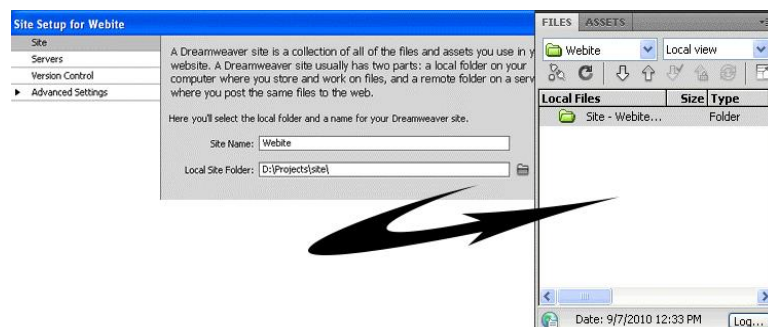 Site Setup for Webite
Site
Servers
Version Control
Advanced Settings
A Dreamweaver site is a collection of all of the files and assets you use in y
website. A Dreamweaver site usually has two parts: a local folder on your
computer where you store and work on files, and a remote folder on a serv
where you post the same files to the web.
Here you'll select the local folder and a name for your Dreamweaver site.
Site Name: Webite
Local Site Folder: D:\Projects\site\
FILES ASSETS
Webite Local view
Local Files Size Type
Site - Webite... Folder
Date: 9/7/2010 12:33 PM Log...